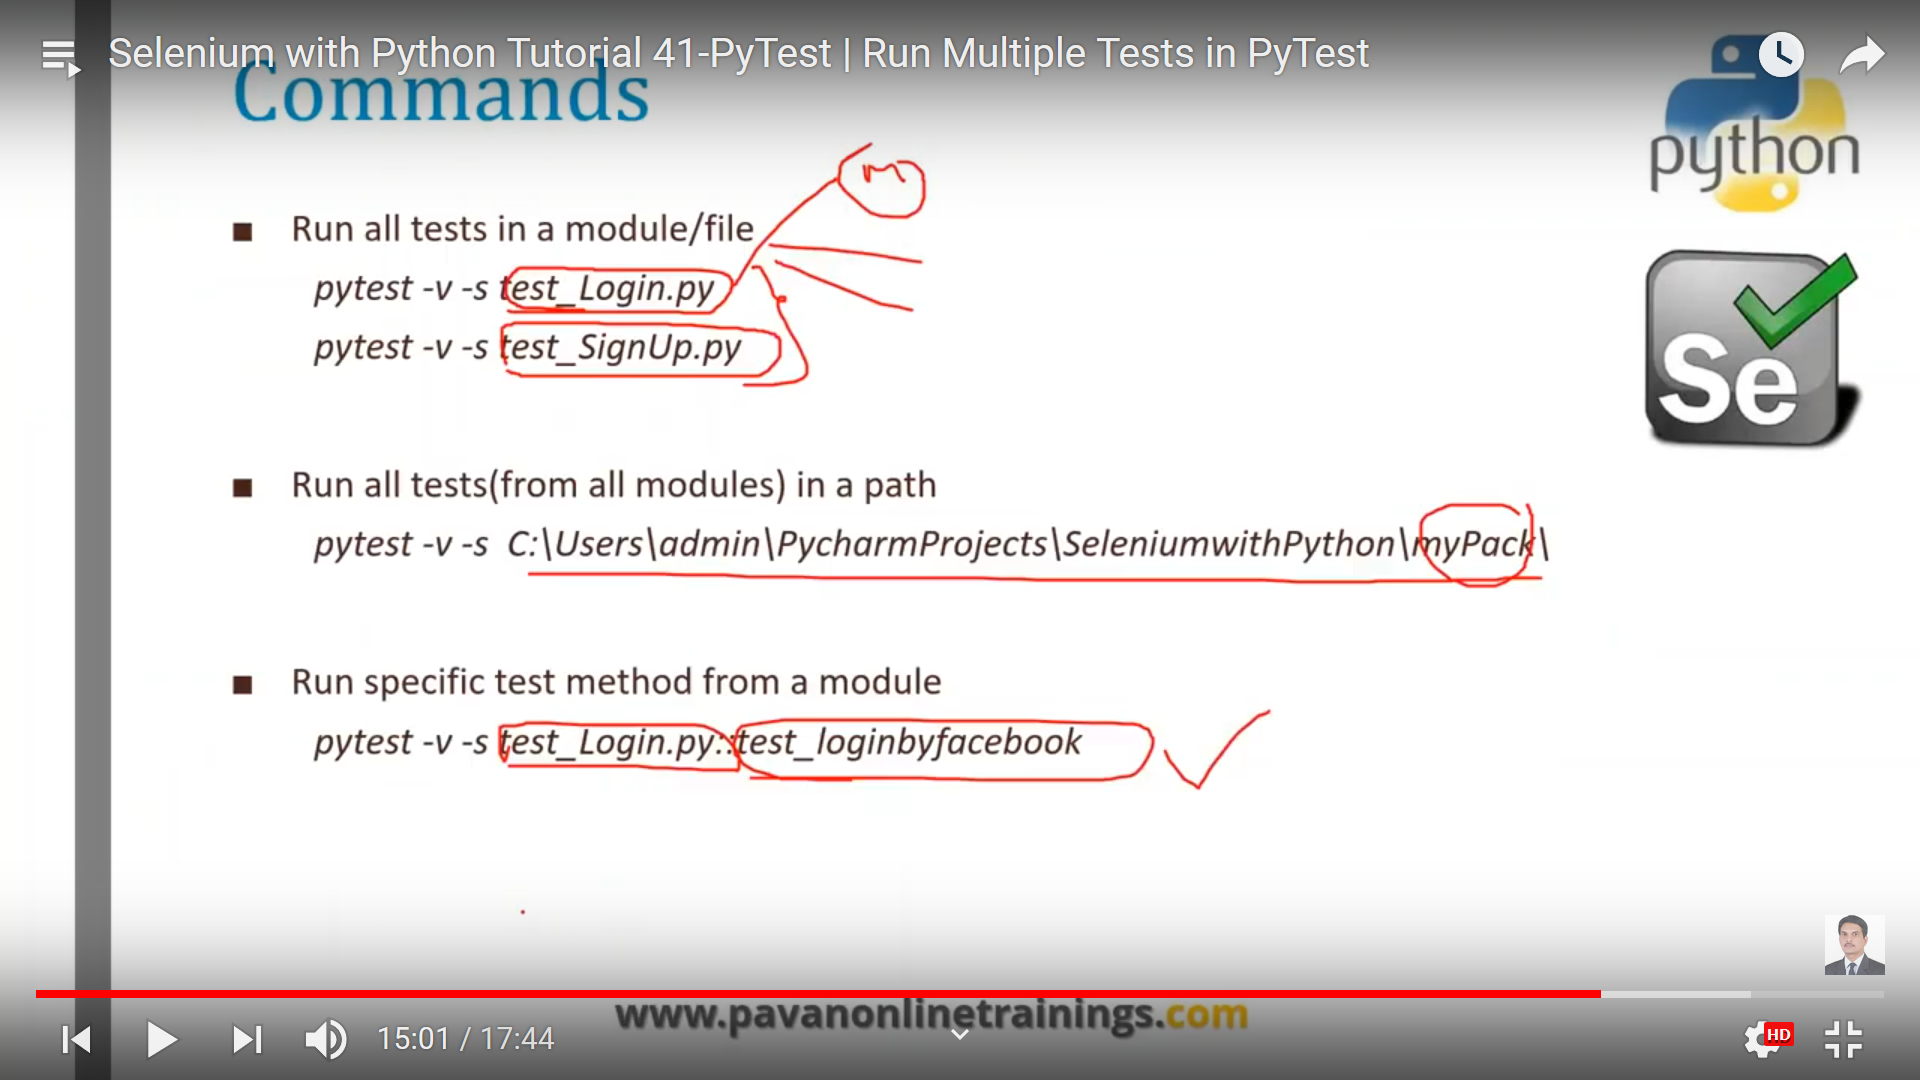 Selenium with Python Tutorial 41-PyTest | Run Multiple Tests in PyTest
Commands
python
m
■ Run all tests in a module/file
pytest -v -s test_Login.py
pytest -v -s test_SignUp.py
Se
■ Run all tests(from all modules) in a path
pytest -v -s C:\Users\admin\PycharmProjects\SeleniumwithPython\myPack\
■ Run specific test method from a module
pytest -v -s test_Login.py::test_loginbyfacebook
www.pavanonlinetrainings.com
15:01 / 17:44
HD